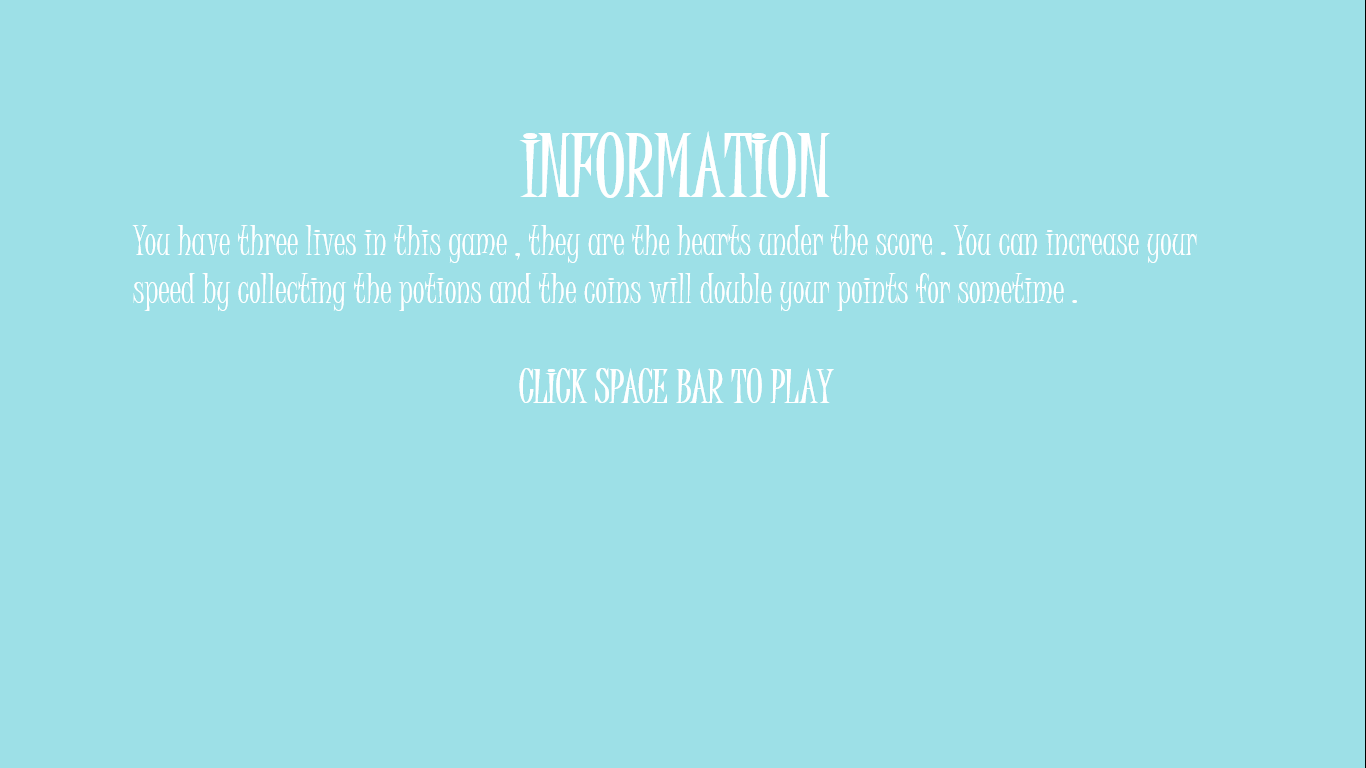 INFORMATION
You have three lives in this game , they are the hearts under the score . You can increase your
speed by collecting the potions and the coins will double your points for sometime .
CLICK SPACE BAR TO PLAY